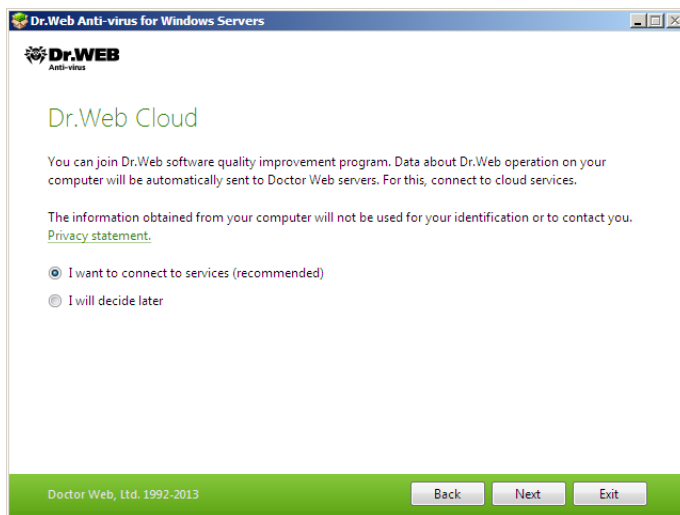 Dr.Web Anti-virus for Windows Servers
Dr.WEB
Anti-virus
Dr.Web Cloud
You can join Dr.Web software quality improvement program. Data about Dr.Web operation on your
computer will be automatically sent to Doctor Web servers. For this, connect to cloud services.
The information obtained from your computer will not be used for your identification or to contact you.
Privacy statement.
I want to connect to services (recommended)
I will decide later
Doctor Web, Ltd. 1992-2013
Back
Next
Exit